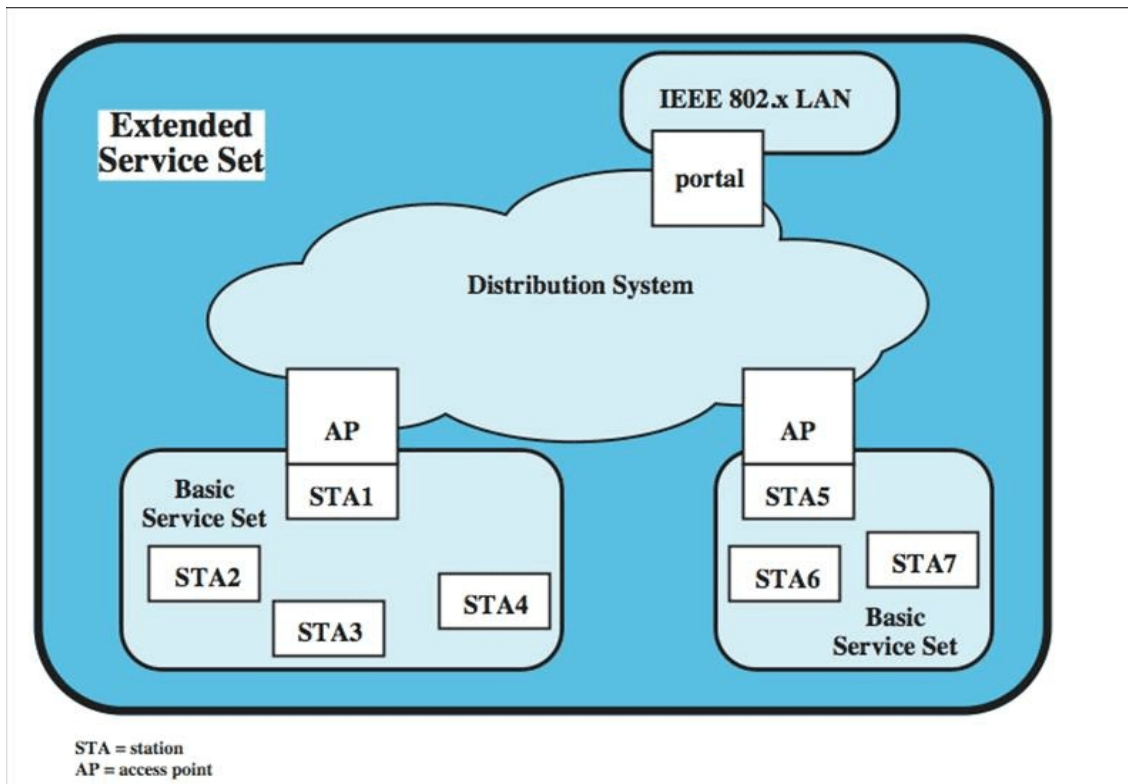 IEEE 802.x LAN
Extended
Service Set
portal
Distribution System
AP
AP
Basic
Service Set
STA1
STA5
STA2
STA3
STA4
STA6
STA7
Basic
Service Set
STA = station
AP = access point